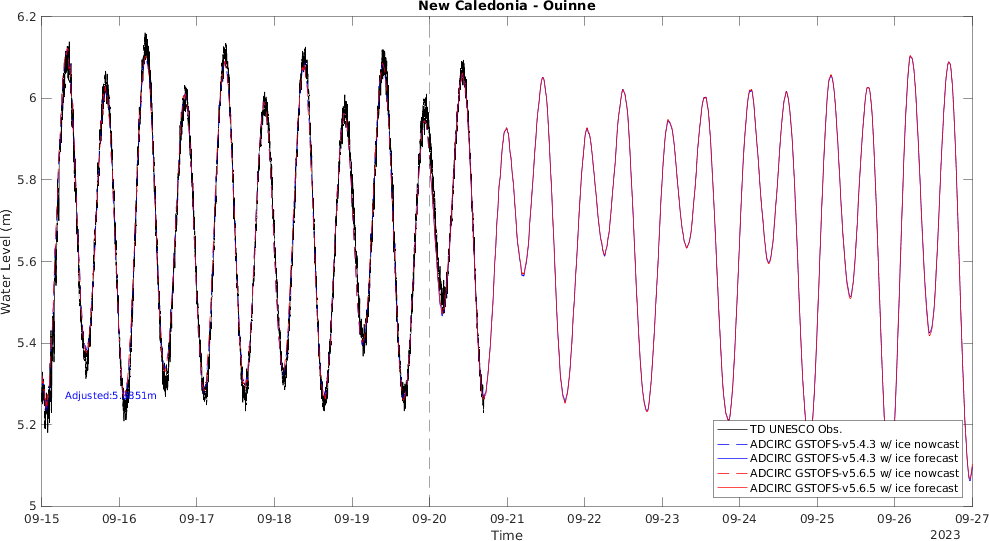 New Caledonia - Ouinne
6.2
6
5.8
5.6
5.4
5.2
5
Water Level (m)
TD UNESCO Obs.
ADCIRC GSTOFS-v5.4.3 w/ ice nowcast
ADCIRC GSTOFS-v5.4.3 w/ ice forecast
ADCIRC GSTOFS-v5.6.5 w/ ice nowcast
ADCIRC GSTOFS-v5.6.5 w/ ice forecast
09-15 09-16 09-17 09-18 09-19 09-20 09-21 09-22 09-23 09-24 09-25 09-26 09-27
Time
2023